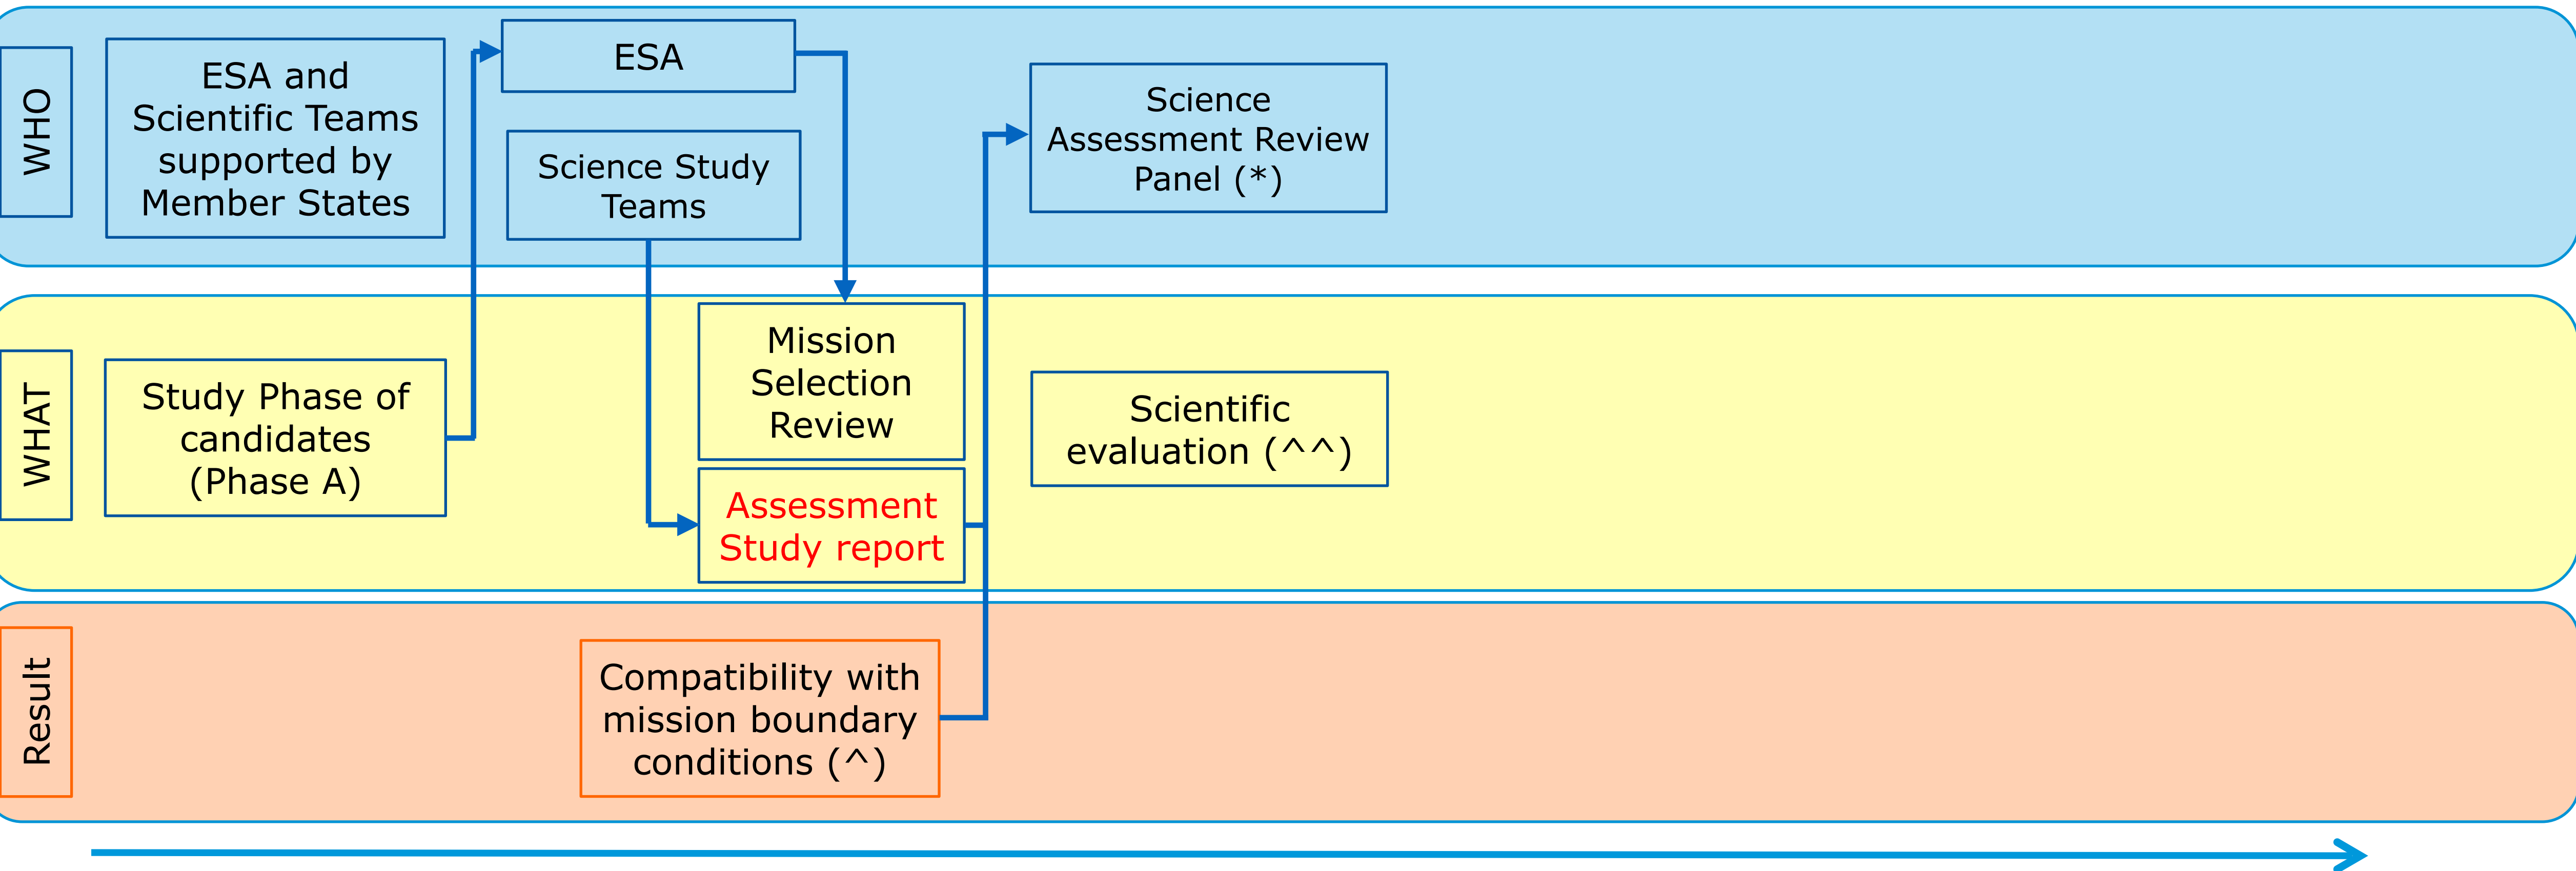 WHO
ESA and
Scientific Teams
supported by
Member States
ESA
Science Study
Teams
Science
Assessment Review
Panel (*)
WHAT
Study Phase of
candidates
(Phase A)
Mission
Selection
Review
Assessment
Study report
Scientific
evaluation (^^)
Result
Compatibility with
mission boundary
conditions (^)